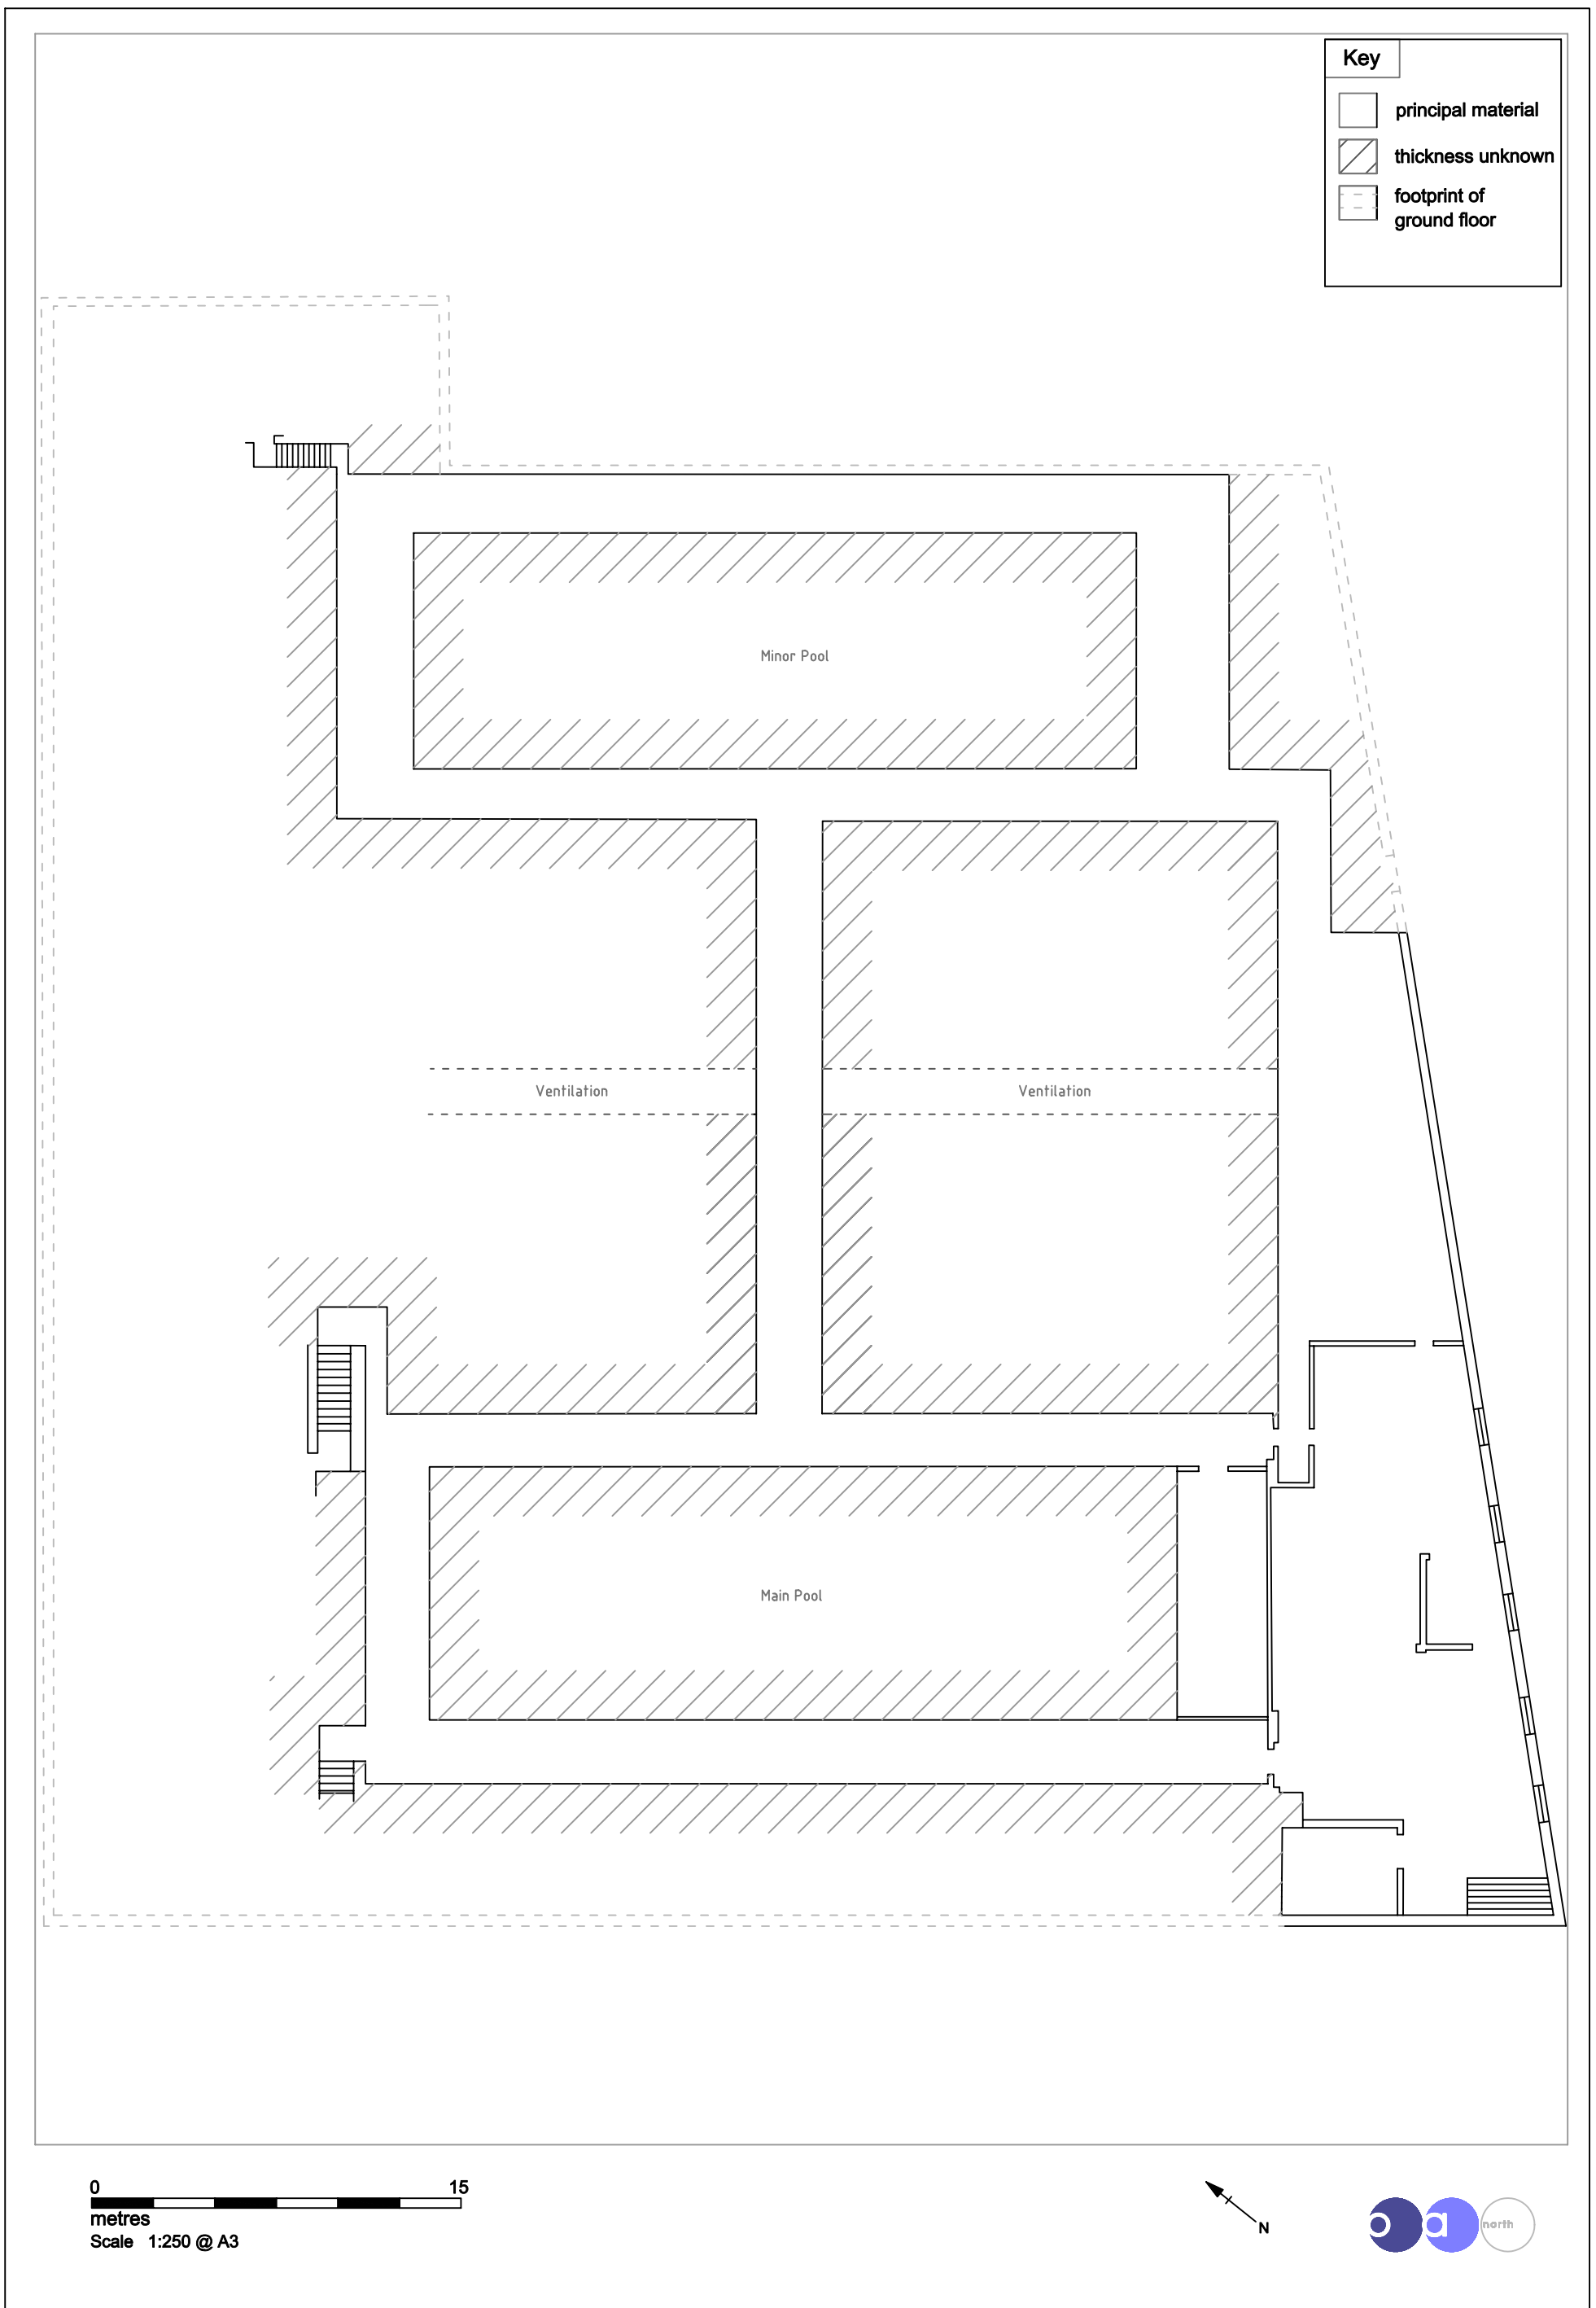 Key
principal material
thickness unknown
footprint of
ground floor
Minor Pool
Ventilation
Ventilation
Main Pool
0 15
metres
Scale 1:250 @ A3
N
oa north